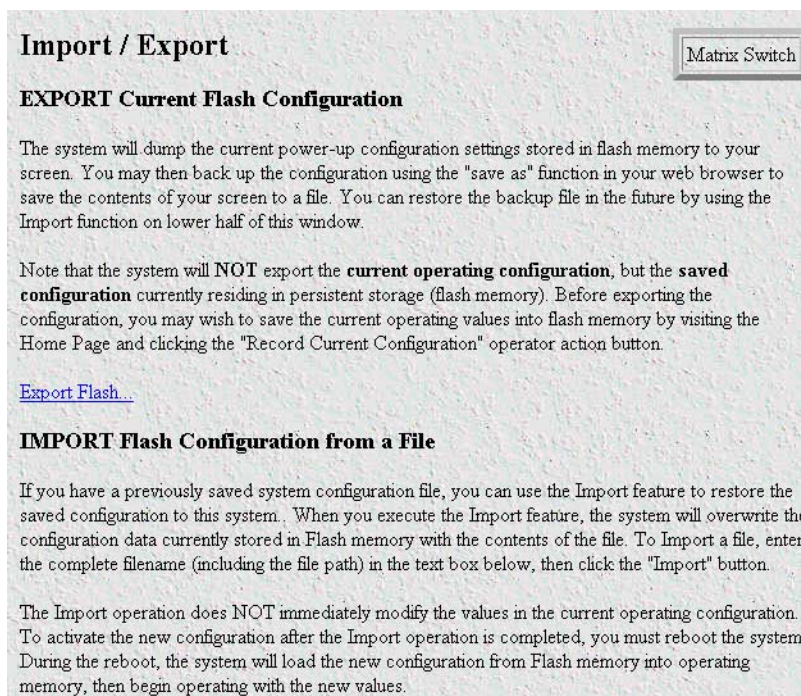 Import / Export
Matrix Switch
EXPORT Current Flash Configuration
The system will dump the current power-up configuration settings stored in flash memory to your
screen. You may then back up the configuration using the "save as" function in your web browser to
save the contents of your screen to a file. You can restore the backup file in the future by using the
Import function on lower half of this window.
Note that the system will NOT export the current operating configuration, but the saved
configuration currently residing in persistent storage (flash memory). Before exporting the
configuration, you may wish to save the current operating values into flash memory by visiting the
Home Page and clicking the "Record Current Configuration" operator action button.
Export Flash...
IMPORT Flash Configuration from a File
If you have a previously saved system configuration file, you can use the Import feature to restore the
saved configuration to this system.. When you execute the Import feature, the system will overwrite the
configuration data currently stored in Flash memory with the contents of the file. To Import a file, enter
the complete filename (including the file path) in the text box below, then click the "Import" button.
The Import operation does NOT immediately modify the values in the current operating configuration.
To activate the new configuration after the Import operation is completed, you must reboot the system
During the reboot, the system will load the new configuration from Flash memory into operating
memory, then begin operating with the new values.